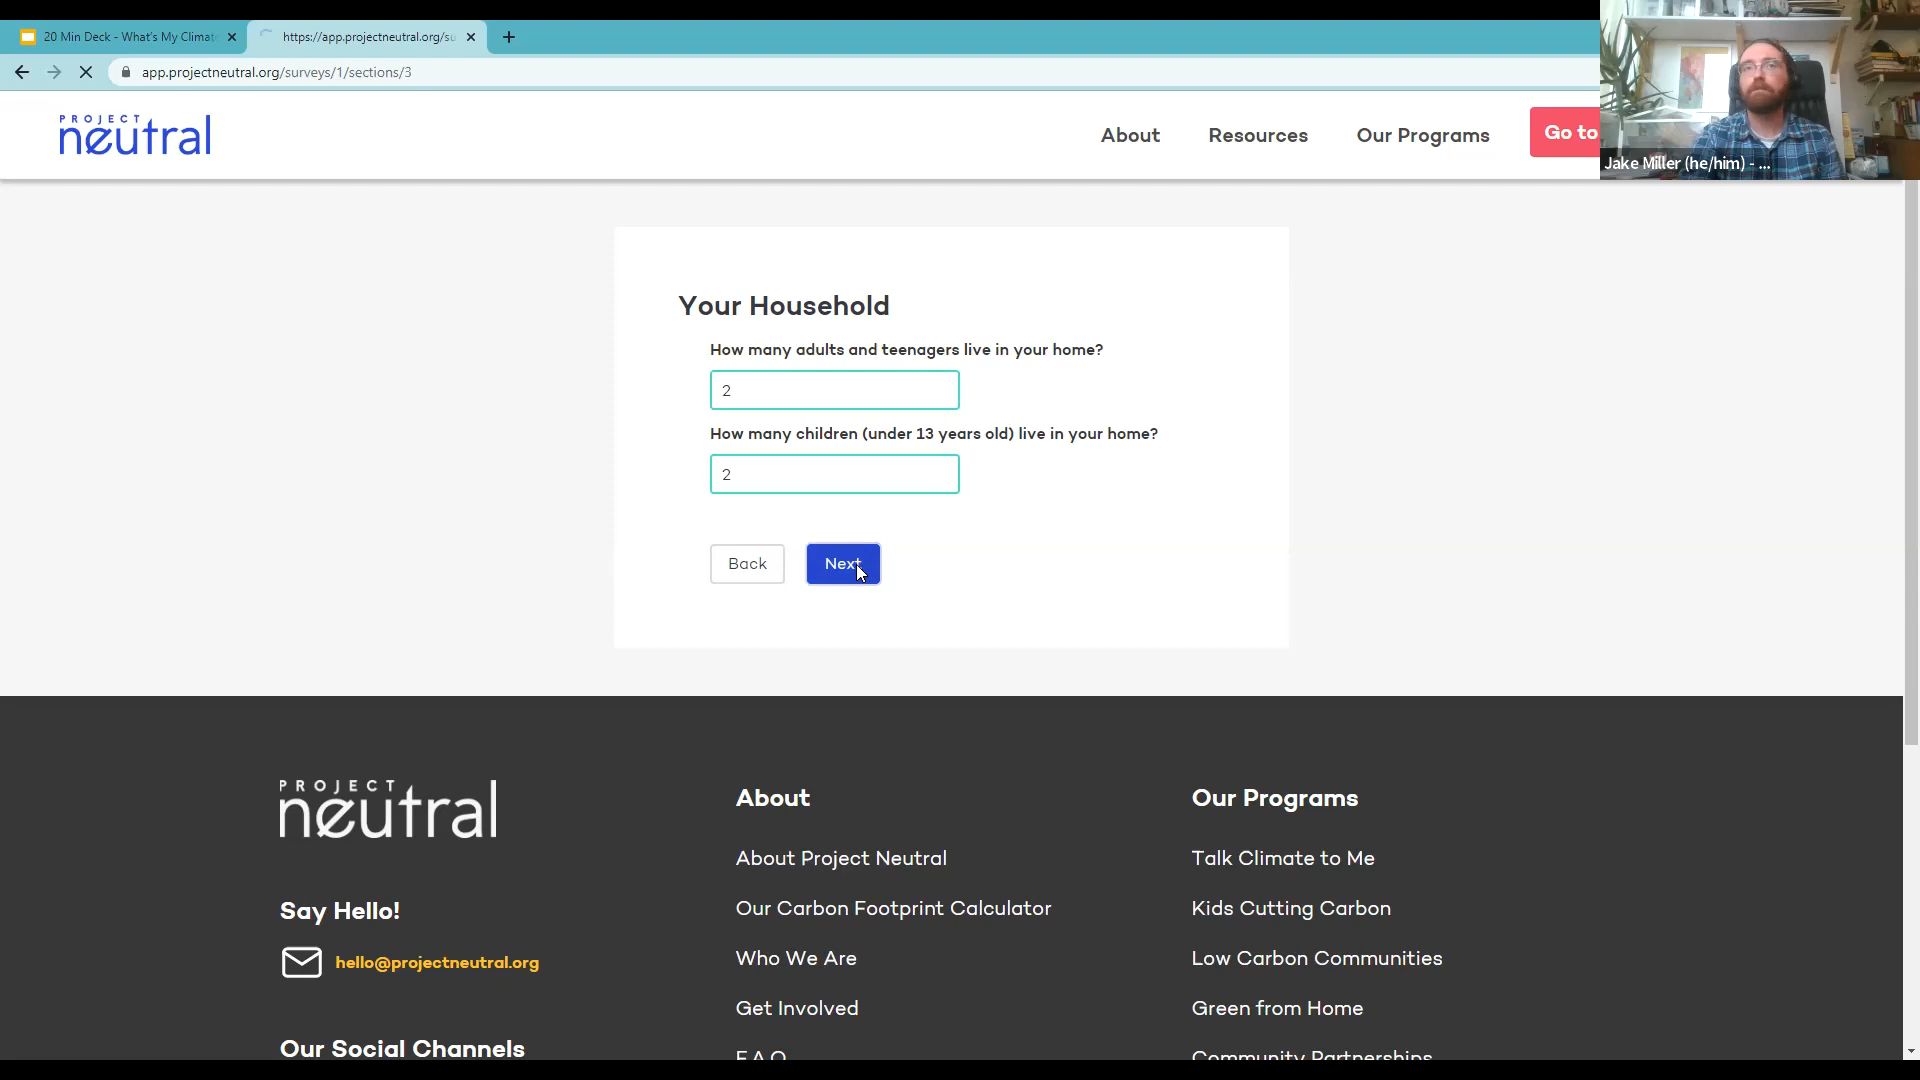 20 Min Deck - What's My Climat
https://app.projectneutral.org/su
app.projectneutral.org/surveys/1/sections/3
PROJECT
neutral
About
Resources
Our Programs
Go to
Jake Miller (he/him) - ...
Your Household
How many adults and teenagers live in your home?
2
How many children (under 13 years old) live in your home?
2
Back
Next
PROJECT
neutral
Say Hello!
hello@projectneutral.org
Our Social Channels
About
About Project Neutral
Our Carbon Footprint Calculator
Who We Are
Get Involved
F.A.Q
Our Programs
Talk Climate to Me
Kids Cutting Carbon
Low Carbon Communities
Green from Home
Community Partnerships